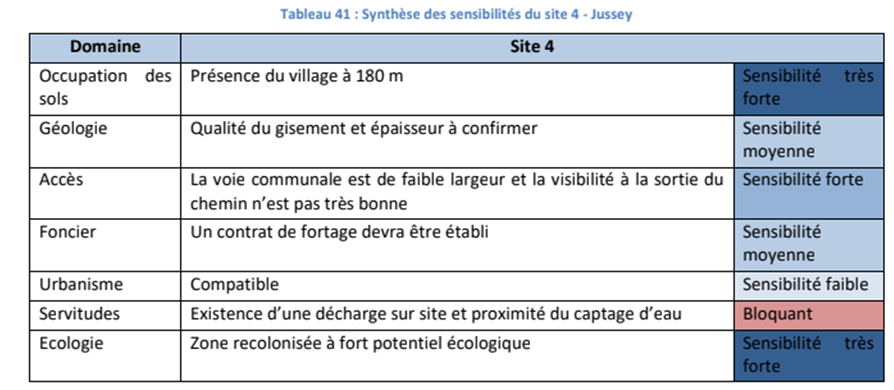 Tableau 41 : Synthèse des sensibilités du site 4 - Jussey
Domaine Site 4
Occupation des Présence du village à 180 m Sensibilité très
sols forte
Géologie Qualité du gisement et épaisseur à confirmer Sensibilité
moyenne
Accès La voie communale est de faible largeur et la visibilité à la sortie du Sensibilité forte
chemin n’est pas très bonne
Foncier Un contrat de fortage devra être établi Sensibilité
moyenne
Urbanisme Compatible Sensibilité faible
Servitudes Existence d’une décharge sur site et proximité du captage d’eau Bloquant
Ecologie Zone recolonisée à fort potentiel écologique Sensibilité très
forte